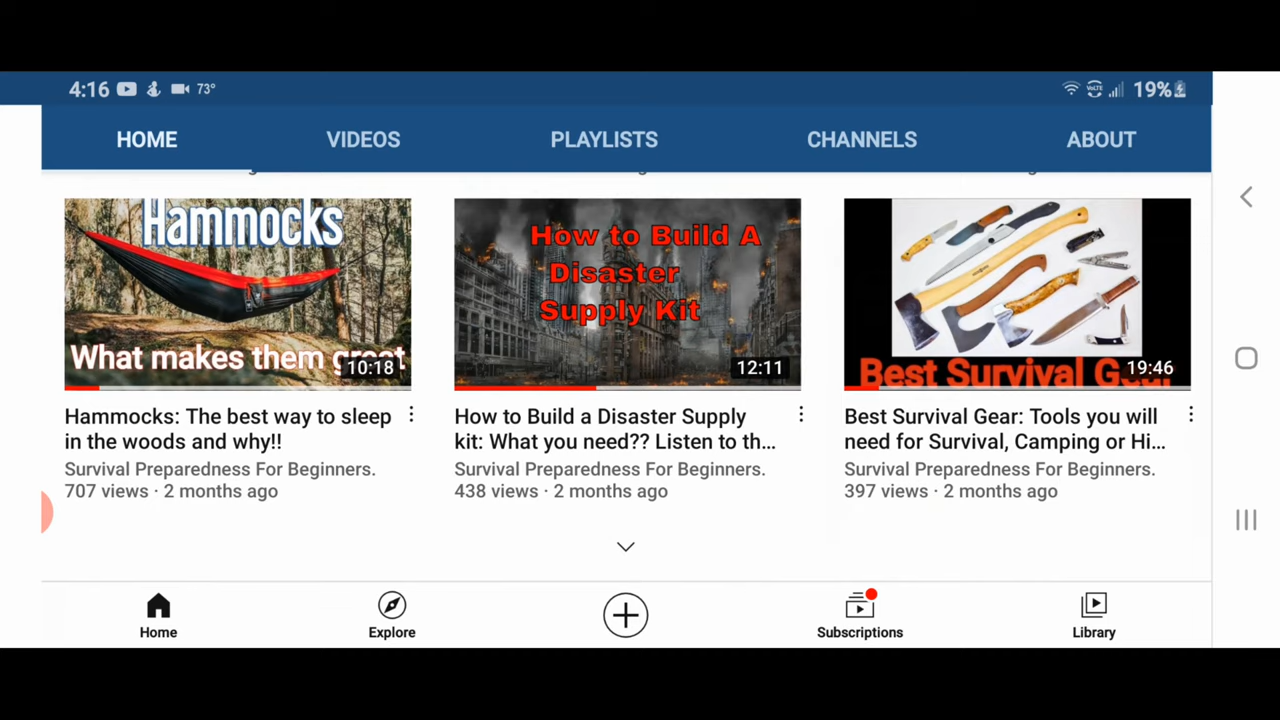 4:16 73° VoLTE 19%
HOME VIDEOS PLAYLISTS CHANNELS ABOUT
Hammocks
What makes them great
10:18
How to Build A
Disaster
Supply Kit
12:11
Best Survival Gear
19:46
Hammocks: The best way to sleep
in the woods and why!!
Survival Preparedness For Beginners.
707 views · 2 months ago
How to Build a Disaster Supply
kit: What you need?? Listen to th...
Survival Preparedness For Beginners.
438 views · 2 months ago
Best Survival Gear: Tools you will
need for Survival, Camping or Hi...
Survival Preparedness For Beginners.
397 views · 2 months ago
Home Explore Subscriptions Library